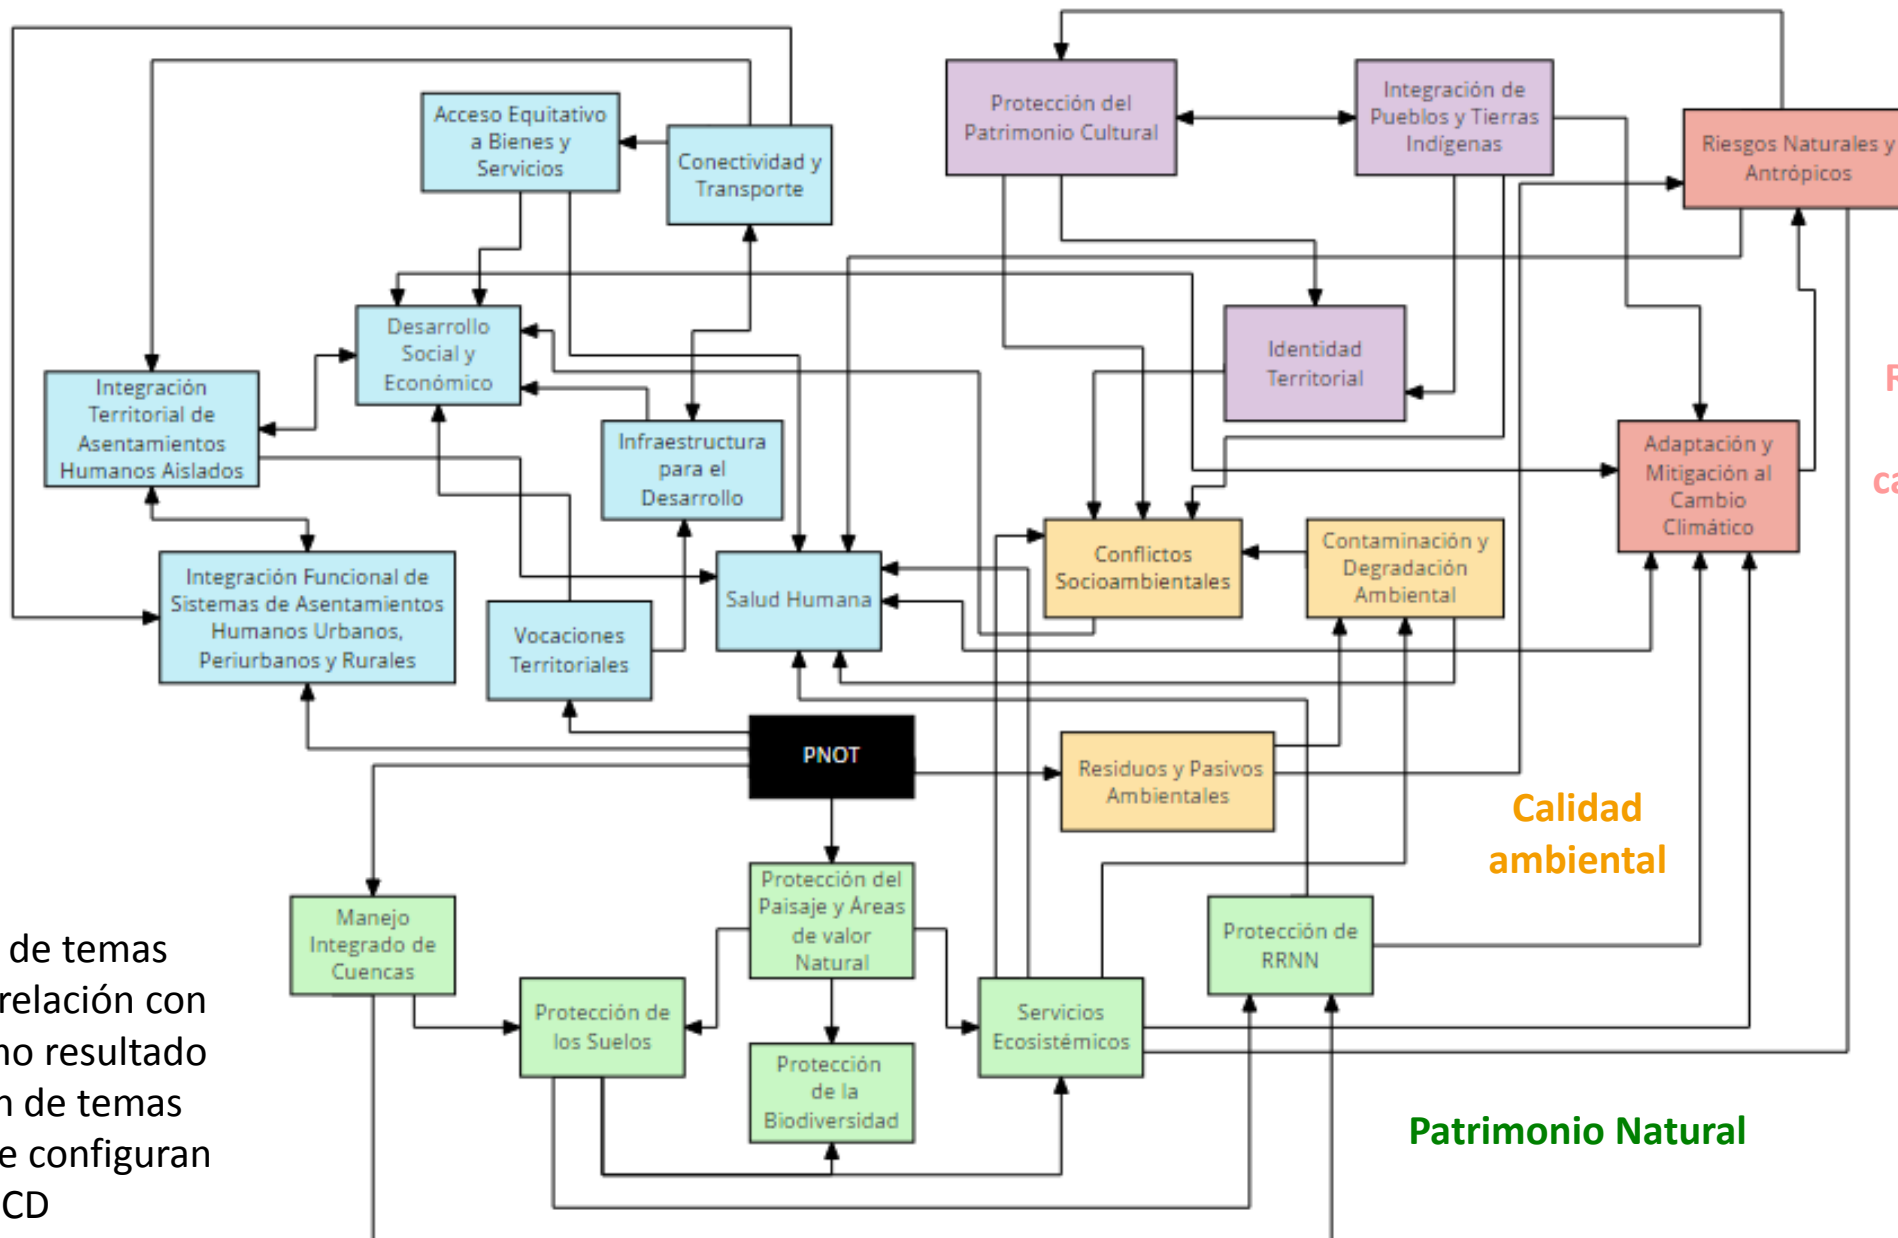 Acceso Equitativo
a Bienes y
Servicios
Conectividad y
Transporte
Protección del
Patrimonio Cultural
Integración de
Pueblos y Tierras
Indígenas
Riesgos Naturales y
Antrópicos
Desarrollo
Social y
Económico
Identidad
Territorial
Integración
Territorial de
Asentamientos
Humanos Aislados
Infraestructura
para el
Desarrollo
Adaptación y
Mitigación al
Cambio
Climático
R
ca
Integración Funcional de
Sistemas de Asentamientos
Humanos Urbanos,
Periurbanos y Rurales
Vocaciones
Territoriales
Salud Humana
Conflictos
Socioambientales
Contaminación y
Degradación
Ambiental
PNOT
Residuos y Pasivos
Ambientales
Calidad
ambiental
Manejo
Integrado de
Cuencas
Protección del
Paisaje y Áreas
de valor
Natural
Protección de
RRNN
Protección de
los Suelos
Servicios
Ecosistémicos
Protección
de la
Biodiversidad
Patrimonio Natural
de temas
relación con
no resultado
n de temas
e configuran
CD